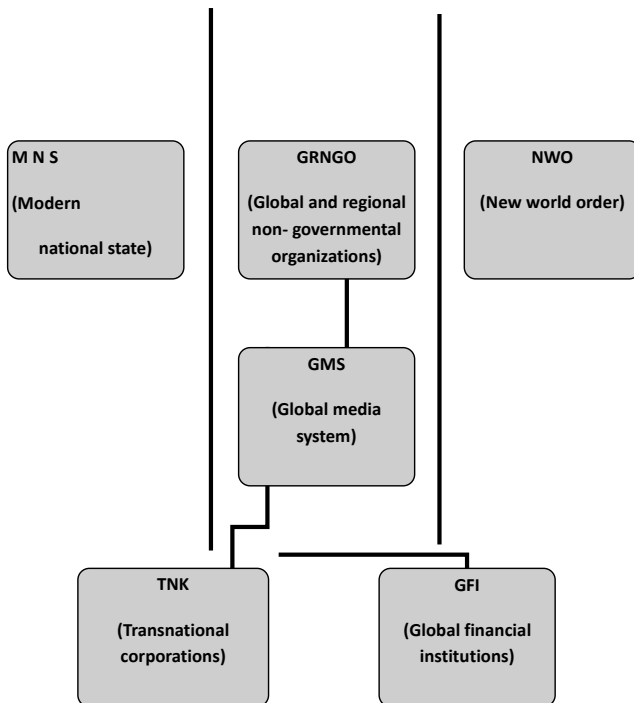 M N S
(Modern
national state)
GRNGO
(Global and regional
non- governmental
organizations)
NWO
(New world order)
GMS
(Global media
system)
TNK
(Transnational
corporations)
GFI
(Global financial
institutions)